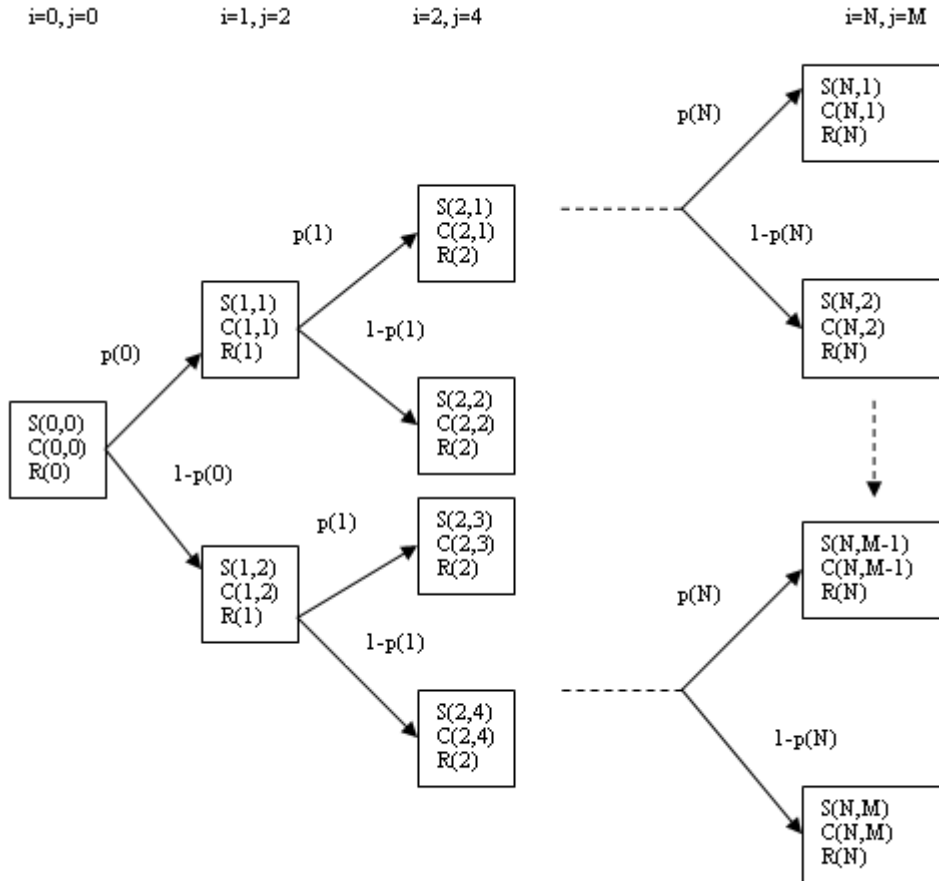 i=0, j=0
i=1, j=2
i=2, j=4
i=N, j=M
S(N,1)
C(N,1)
R(N)
p(N)
1-p(N)
S(N,2)
C(N,2)
R(N)
S(2,1)
C(2,1)
R(2)
p(1)
S(1,1)
C(1,1)
R(1)
1-p(1)
p(0)
S(2,2)
C(2,2)
R(2)
S(0,0)
C(0,0)
R(0)
1-p(0)
p(1)
S(2,3)
C(2,3)
R(2)
S(1,2)
C(1,2)
R(1)
1-p(1)
S(2,4)
C(2,4)
R(2)
S(N,M-1)
C(N,M-1)
R(N)
p(N)
1-p(N)
S(N,M)
C(N,M)
R(N)